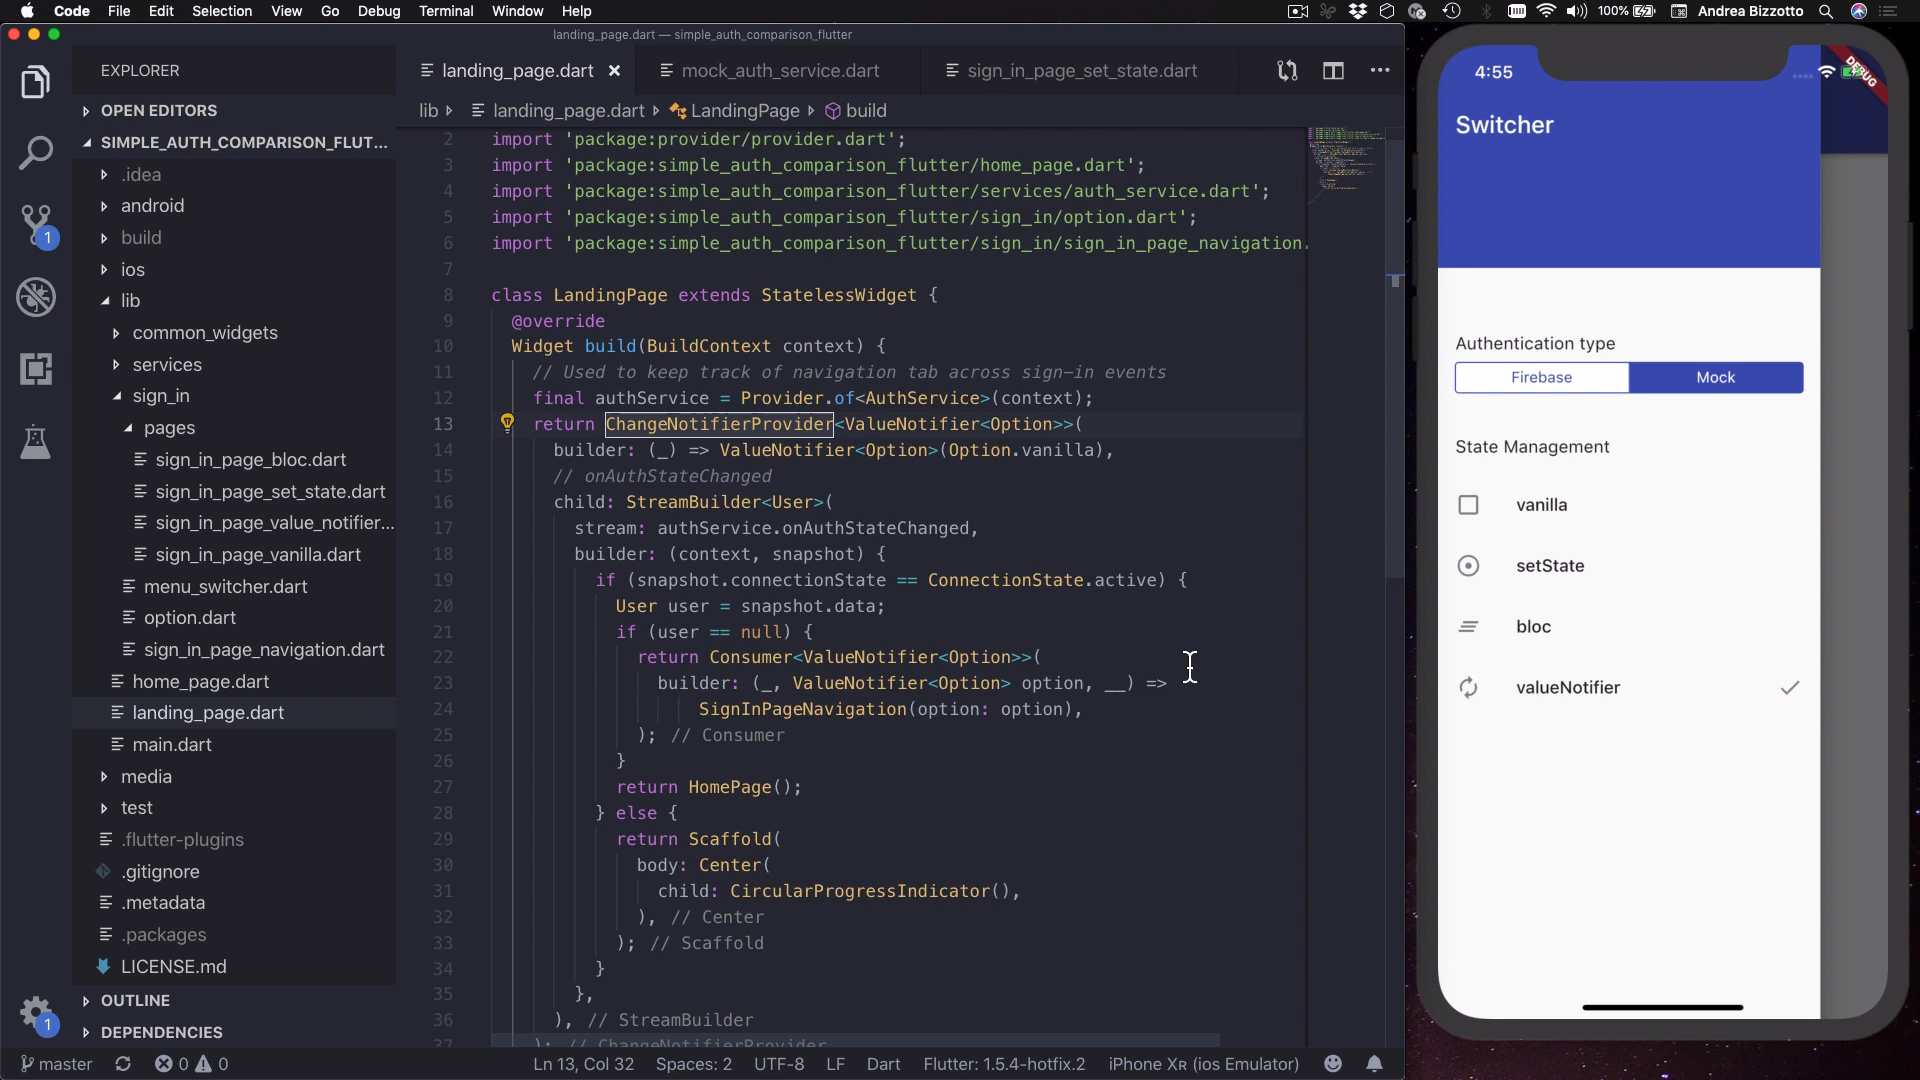 Code File Edit Selection View Go Debug Terminal Window Help
100% Andrea Bizzotto
landing_page.dart — simple_auth_comparison_flutter
EXPLORER
OPEN EDITORS
SIMPLE_AUTH_COMPARISON_FLUT...
.idea
android
build
ios
lib
common_widgets
services
sign_in
pages
sign_in_page_bloc.dart
sign_in_page_set_state.dart
sign_in_page_value_notifier...
sign_in_page_vanilla.dart
menu_switcher.dart
option.dart
sign_in_page_navigation.dart
home_page.dart
landing_page.dart
main.dart
media
test
.flutter-plugins
.gitignore
.metadata
.packages
LICENSE.md
OUTLINE
DEPENDENCIES
1
1
landing_page.dart mock_auth_service.dart sign_in_page_set_state.dart
lib landing_page.dart LandingPage build
2 import 'package:provider/provider.dart';
3 import 'package:simple_auth_comparison_flutter/home_page.dart';
4 import 'package:simple_auth_comparison_flutter/services/auth_service.dart';
5 import 'package:simple_auth_comparison_flutter/sign_in/option.dart';
6 import 'package:simple_auth_comparison_flutter/sign_in/sign_in_page_navigation.
7
8 class LandingPage extends StatelessWidget {
9 @override
10 Widget build(BuildContext context) {
11 // Used to keep track of navigation tab across sign-in events
12 final authService = Provider.of<AuthService>(context);
13 return ChangeNotifierProvider<ValueNotifier<Option>>(
14 builder: (_) => ValueNotifier<Option>(Option.vanilla),
15 // onAuthStateChanged
16 child: StreamBuilder<User>(
17 stream: authService.onAuthStateChanged,
18 builder: (context, snapshot) {
19 if (snapshot.connectionState == ConnectionState.active) {
20 User user = snapshot.data;
21 if (user == null) {
22 return Consumer<ValueNotifier<Option>>(
23 builder: (_, ValueNotifier<Option> option, __) =>
24 SignInPageNavigation(option: option),
25 ); // Consumer
26 }
27 return HomePage();
28 } else {
29 return Scaffold(
30 body: Center(
31 child: CircularProgressIndicator(),
32 ), // Center
33 ); // Scaffold
34 }
35 },
36 ), // StreamBuilder
37 ); // ChangeNotifierProvider
master 0 0 Ln 13, Col 32 Spaces: 2 UTF-8 LF Dart Flutter: 1.5.4-hotfix.2 iPhone XR (ios Emulator)
4:55
DEBUG
Switcher
Authentication type
Firebase Mock
State Management
vanilla
setState
bloc
valueNotifier